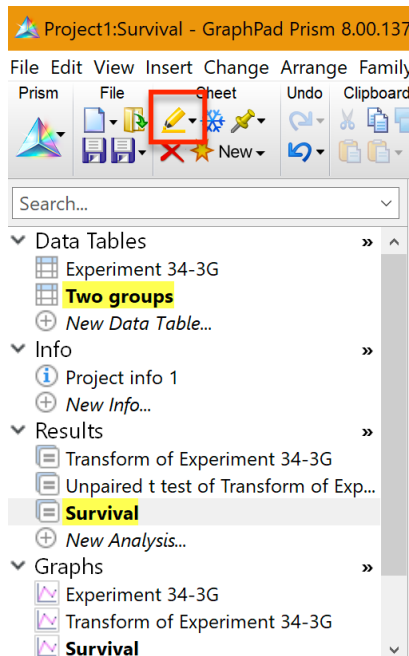 Project1:Survival - GraphPad Prism 8.00.137
File Edit View Insert Change Arrange Family
Prism File Sheet Undo Clipboard
New
Search...
Data Tables »
Experiment 34-3G
Two groups
New Data Table...
Info »
Project info 1
New Info...
Results »
Transform of Experiment 34-3G
Unpaired t test of Transform of Exp...
Survival
New Analysis...
Graphs »
Experiment 34-3G
Transform of Experiment 34-3G
Survival